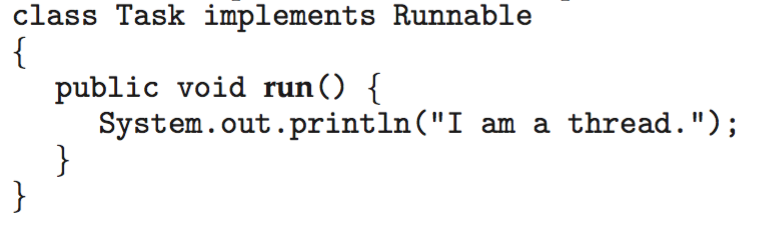 class Task implements Runnable
{
public void run() {
System.out.println("I am a thread.");
}
}